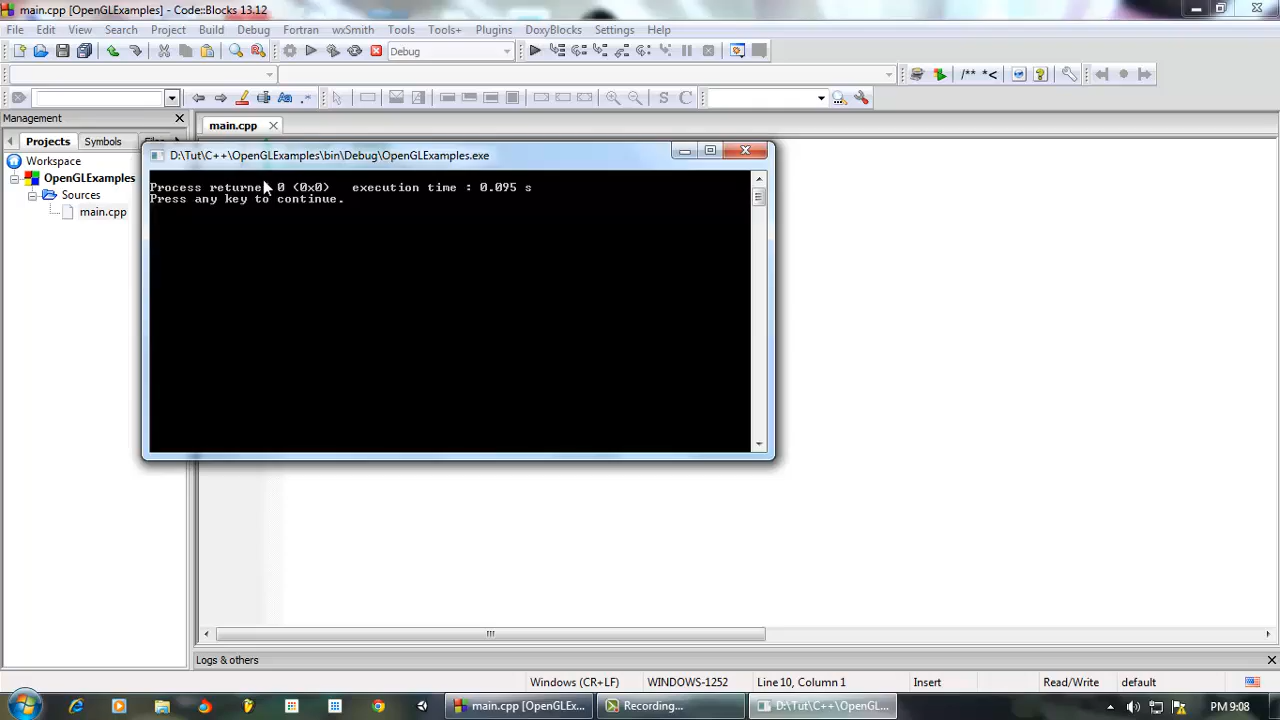 main.cpp [OpenGLExamples] - Code::Blocks 13.12
File Edit View Search Project Build Debug Fortran wxSmith Tools Tools+ Plugins DoxyBlocks Settings Help
Debug
/** *<
.*
S C
Management
main.cpp
Projects Symbols
Workspace
OpenGLExamples
Sources
main.cpp
D:\Tut\C++\OpenGLExamples\bin\Debug\OpenGLExamples.exe
Process returne 0 (0x0) execution time : 0.095 s
Press any key to continue.
Logs & others
Windows (CR+LF) WINDOWS-1252 Line 10, Column 1 Insert Read/Write default
main.cpp [OpenGLEx... Recording... D:\Tut\C++\OpenGL... PM 9:08